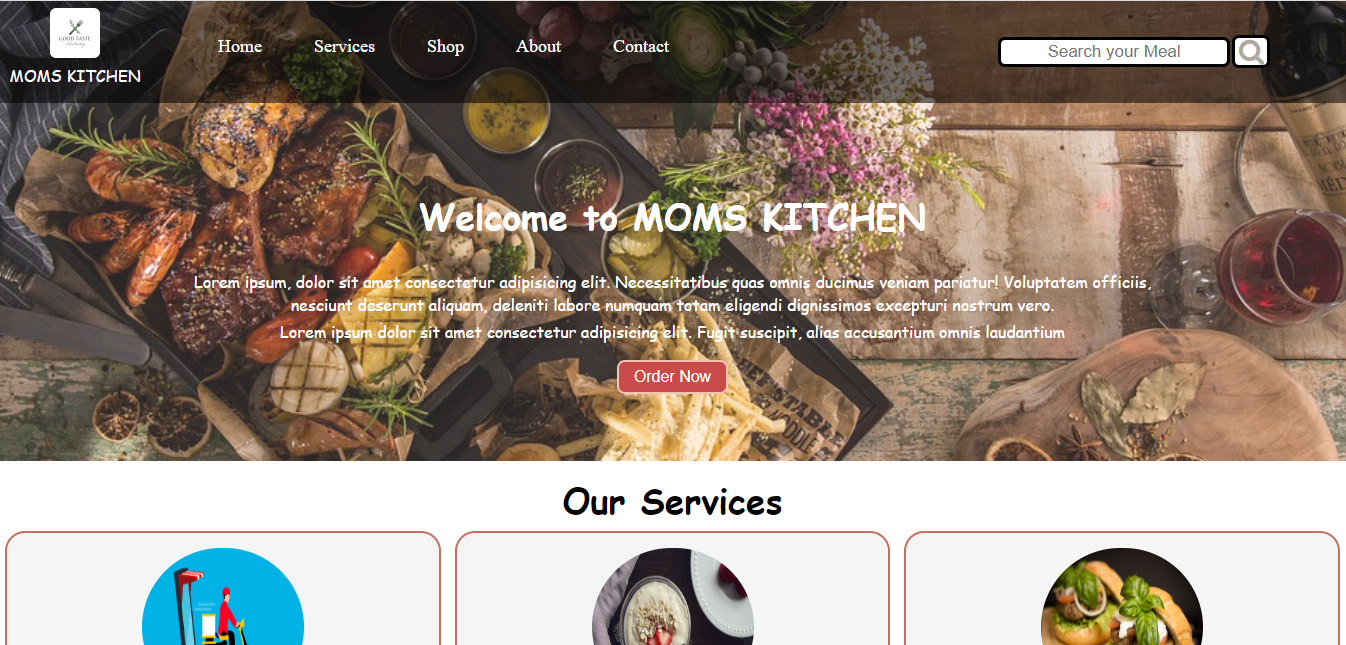 GOOD TASTE
MOMS KITCHEN
Home Services Shop About Contact
Search your Meal
Welcome to MOMS KITCHEN
Lorem ipsum, dolor sit amet consectetur adipisicing elit. Necessitatibus quas omnis ducimus veniam pariatur! Voluptatem officiis,
nesciunt deserunt aliquam, deleniti labore numquam totam eligendi dignissimos excepturi nostrum vero.
Lorem ipsum dolor sit amet consectetur adipisicing elit. Fugit suscipit, alias accusantium omnis laudantium
Order Now
Our Services